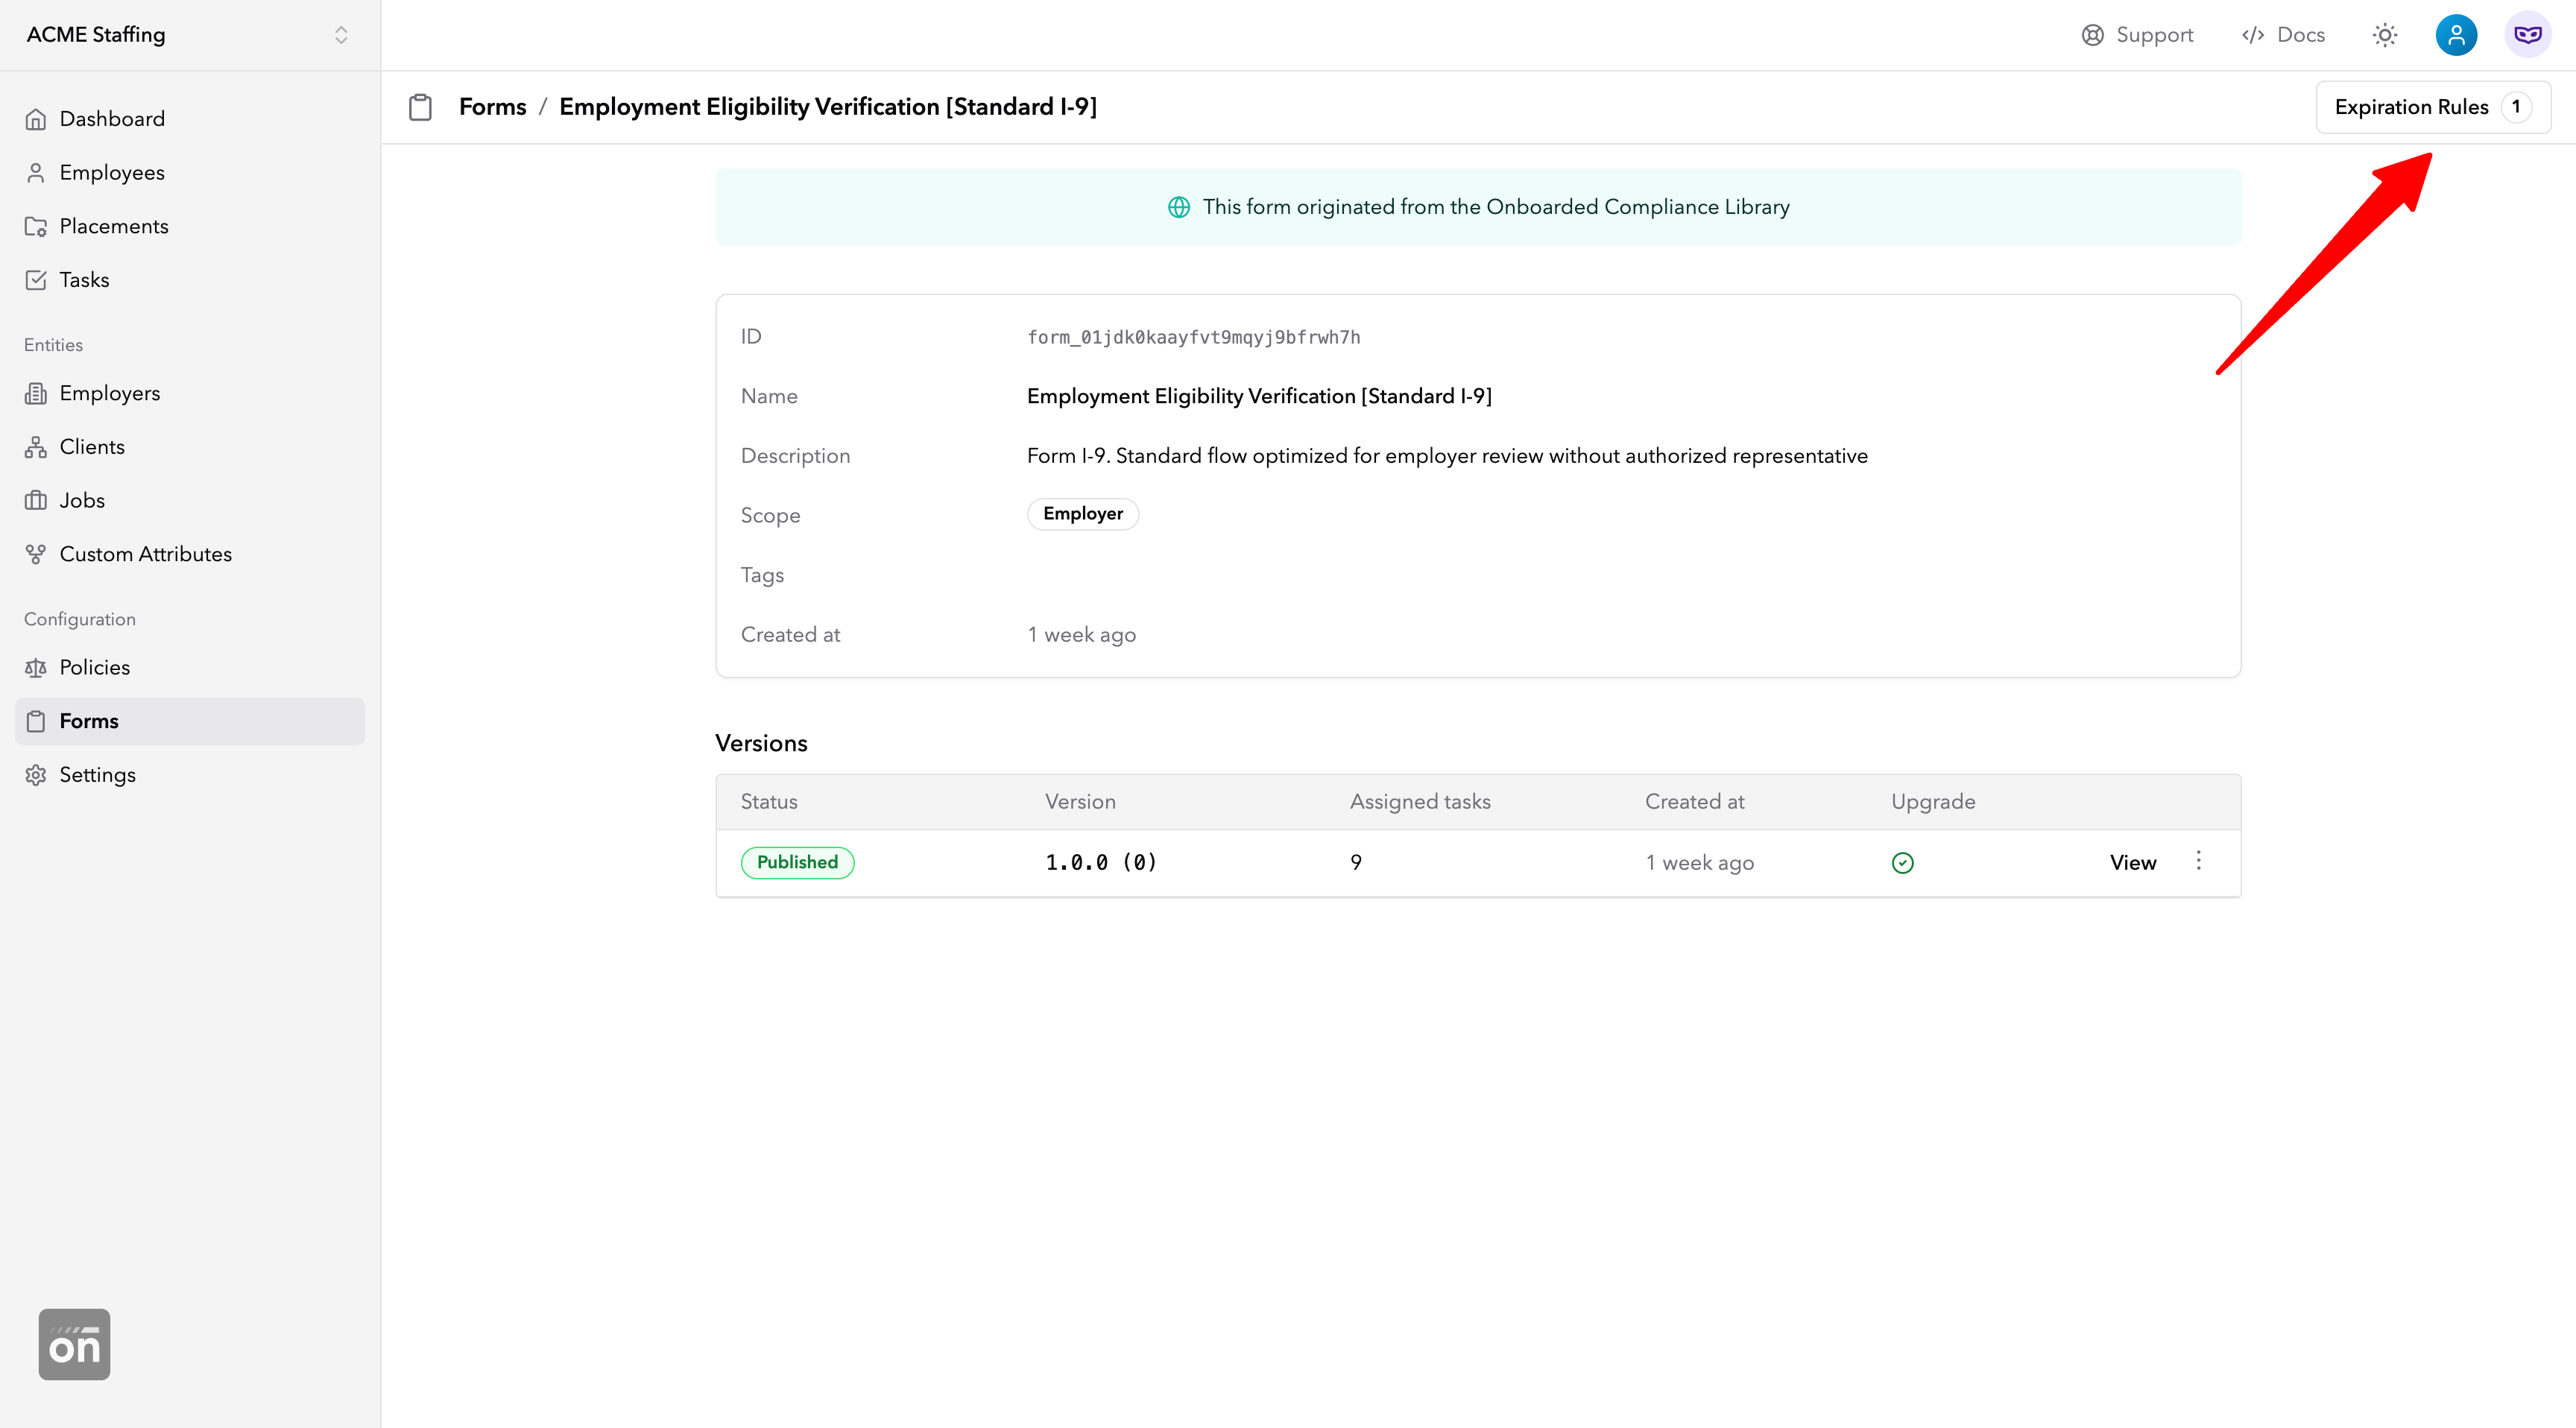 ACME Staffing
Support
Docs
Dashboard
Employees
Placements
Tasks
Entities
Employers
Clients
Jobs
Custom Attributes
Configuration
Policies
Forms
Settings
on
Forms / Employment Eligibility Verification [Standard I-9]
Expiration Rules 1
This form originated from the Onboarded Compliance Library
ID form_01jdk0kaayfvt9mqyj9bfrwh7h
Name Employment Eligibility Verification [Standard I-9]
Description Form I-9. Standard flow optimized for employer review without authorized representative
Scope Employer
Tags
Created at 1 week ago
Versions
Status Version Assigned tasks Created at Upgrade
Published 1.0.0 (0) 9 1 week ago View